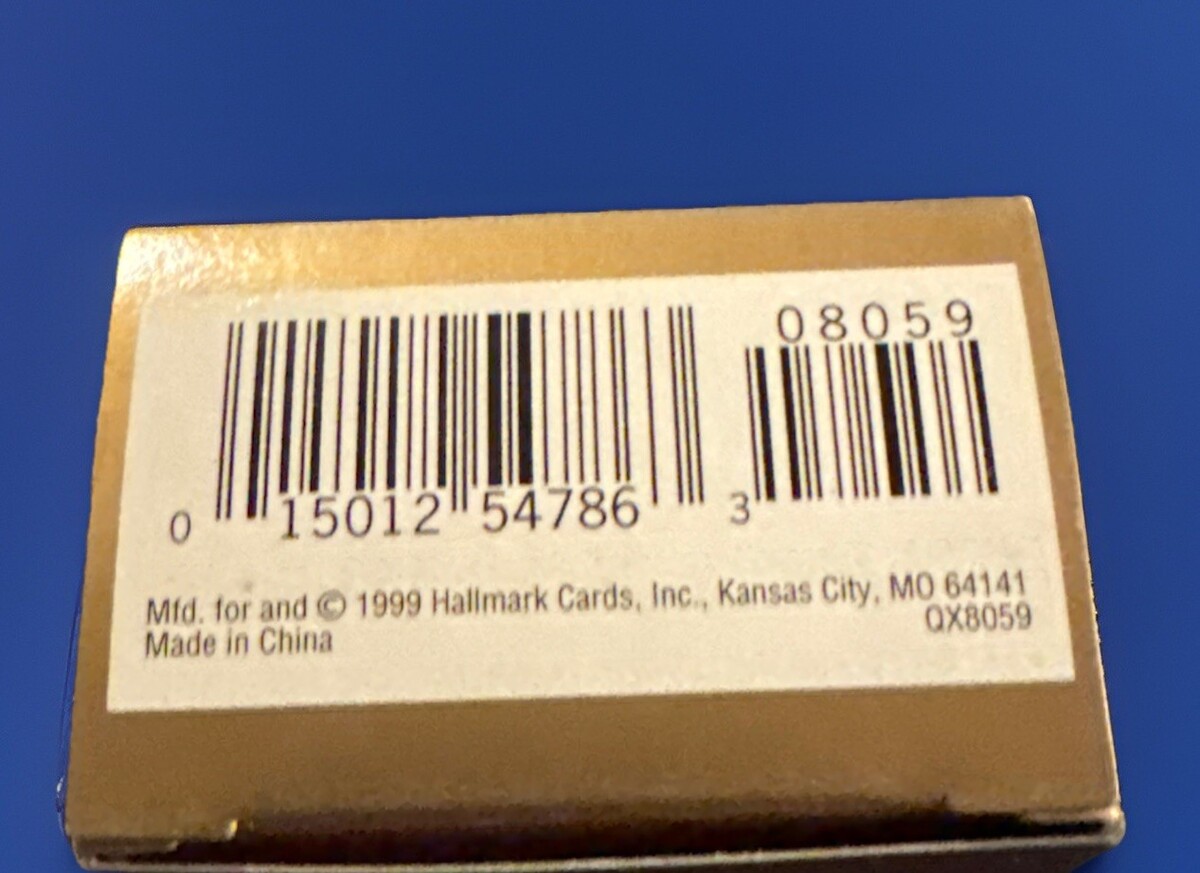 08059
0 15012 54786 3
Mfd. for and © 1999 Hallmark Cards, Inc., Kansas City, MO 64141
QX8059
Made in China